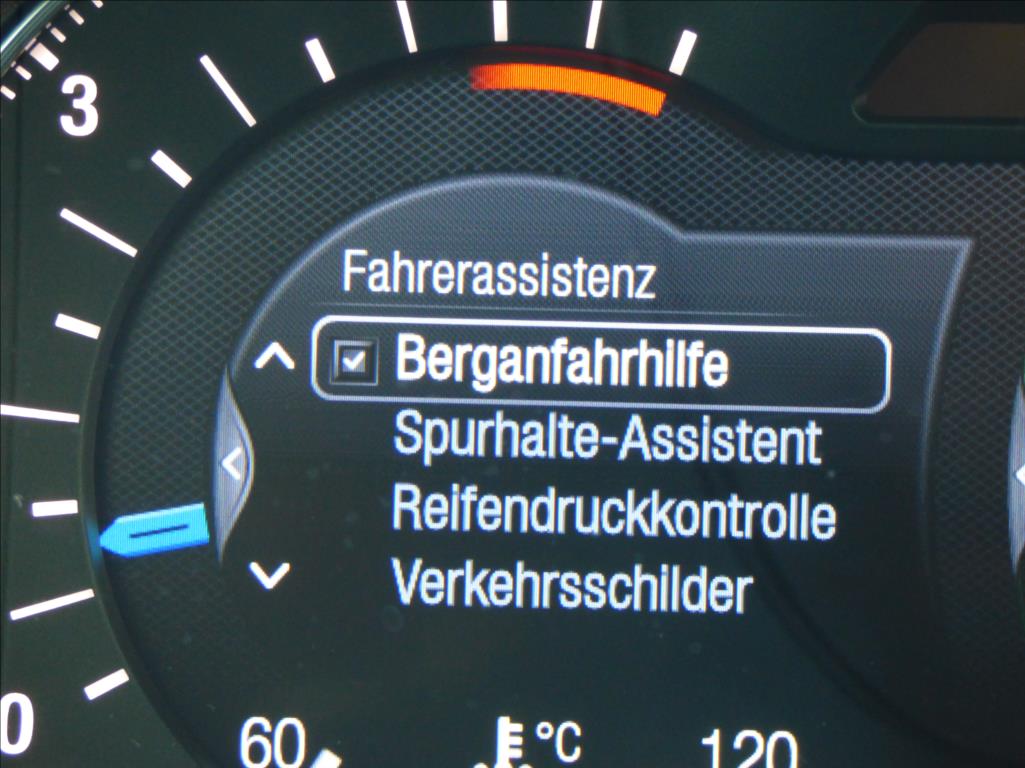 3
Fahrerassistenz
Berganfahrhilfe
Spurhalte-Assistent
Reifendruckkontrolle
Verkehrsschilder
0
60 °C 120